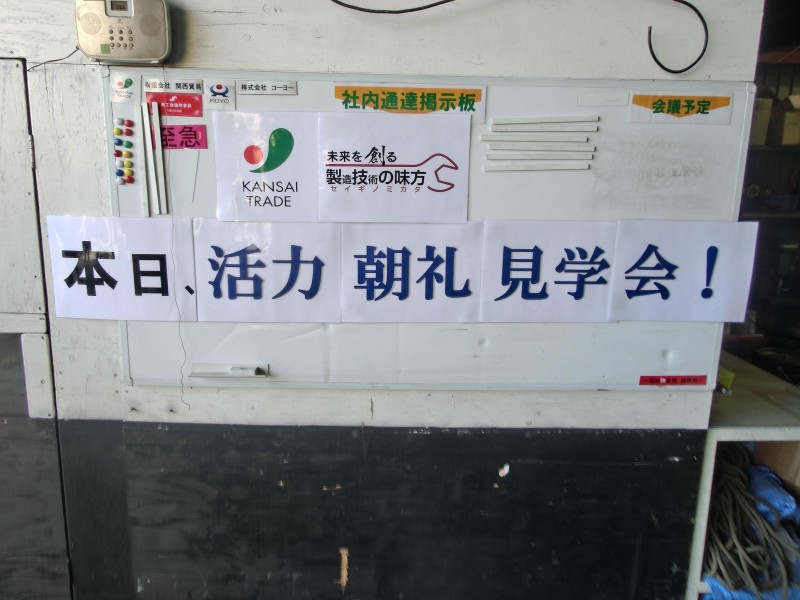 有限会社 関西貿易
KOYO
株式会社 コーヨー
社内通達掲示板
会議予定
至急
KANSAI
TRADE
未来を創る
製造技術の味方
セイギノミカタ
本日、活力 朝礼 見学会！